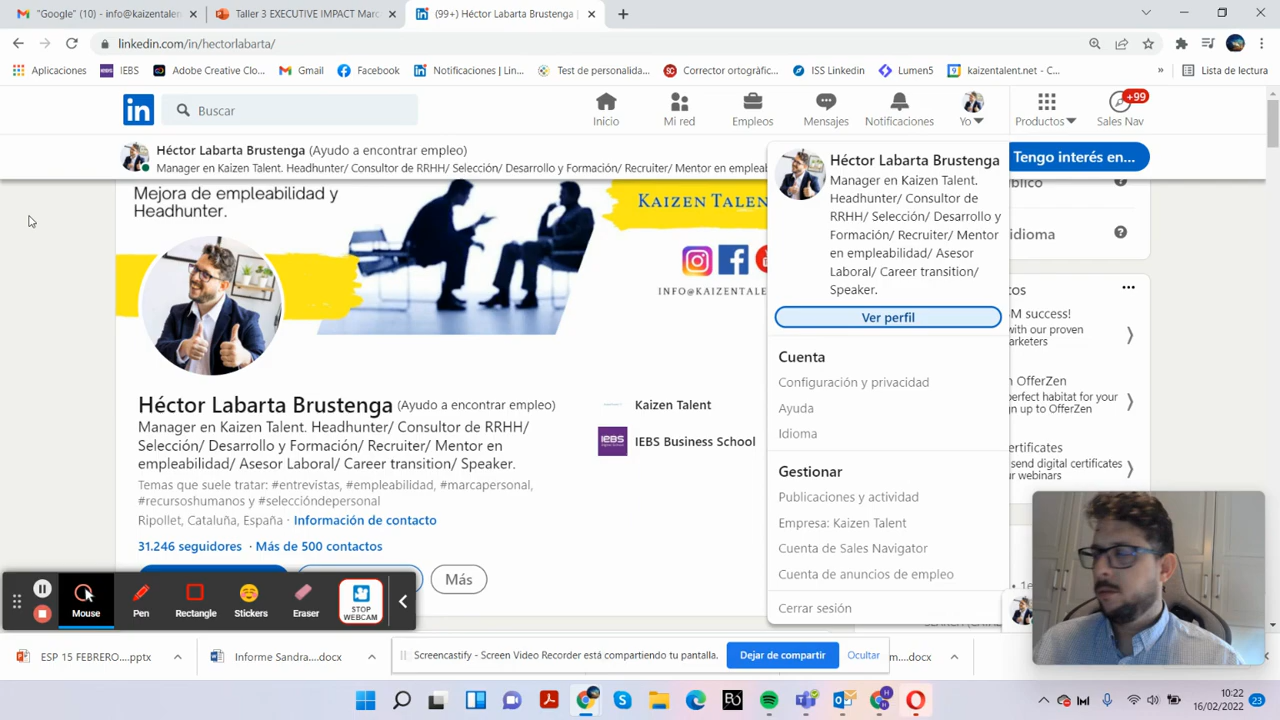 "Google" (10) - info@kaizentalen
Taller 3 EXECUTIVE IMPACT Marc
(99+) Héctor Labarta Brustenga |
linkedin.com/in/hectorlabarta/
Aplicaciones
IEBS
Adobe Creative Clo...
Gmail
Facebook
Notificaciones | Lin...
Test de personalida...
Corrector ortográfic...
ISS Linkedin
Lumen5
kaizentalent.net - C...
»
Lista de lectura
in
Buscar
Inicio
Mi red
Empleos
Mensajes
Notificaciones
Yo
Productos
+99
Sales Nav
Héctor Labarta Brustenga (Ayudo a encontrar empleo)
Manager en Kaizen Talent. Headhunter/ Consultor de RRHH/ Selección/ Desarrollo y Formación/ Recruiter/ Mentor en empleabilidad
Tengo interés en...
Mejora de empleabilidad y
Headhunter.
KAIZEN TALEN
INFO@KAIZENTALE
Héctor Labarta Brustenga
Manager en Kaizen Talent.
Headhunter/ Consultor de
RRHH/ Selección/ Desarrollo y
Formación/ Recruiter/ Mentor
en empleabilidad/ Asesor
Laboral/ Career transition/
Speaker.
Ver perfil
Cuenta
Configuración y privacidad
Ayuda
Idioma
Gestionar
Publicaciones y actividad
Empresa: Kaizen Talent
Cuenta de Sales Navigator
Cuenta de anuncios de empleo
Cerrar sesión
úblico
idioma
tos
M success!
with our proven
arketers
OfferZen
perfect habitat for your
gn up to OfferZen
ertificates
send digital certificates
ur webinars
Héctor Labarta Brustenga (Ayudo a encontrar empleo)
Manager en Kaizen Talent. Headhunter/ Consultor de RRHH/
Selección/ Desarrollo y Formación/ Recruiter/ Mentor en
empleabilidad/ Asesor Laboral/ Career transition/ Speaker.
Temas que suele tratar: #entrevistas, #empleabilidad, #marcapersonal,
#recursoshumanos y #seleccióndepersonal
Ripollet, Cataluña, España · Información de contacto
31.246 seguidores · Más de 500 contactos
Kaizen Talent
IEBS Business School
Más
Mouse
Pen
Rectangle
Stickers
Eraser
STOP
WEBCAM
ESP 15 FEBRERO....pptx
Informe Sandra....docx
Screencastify - Screen Video Recorder está compartiendo tu pantalla.
Dejar de compartir
Ocultar
m....docx
10:22
16/02/2022
23